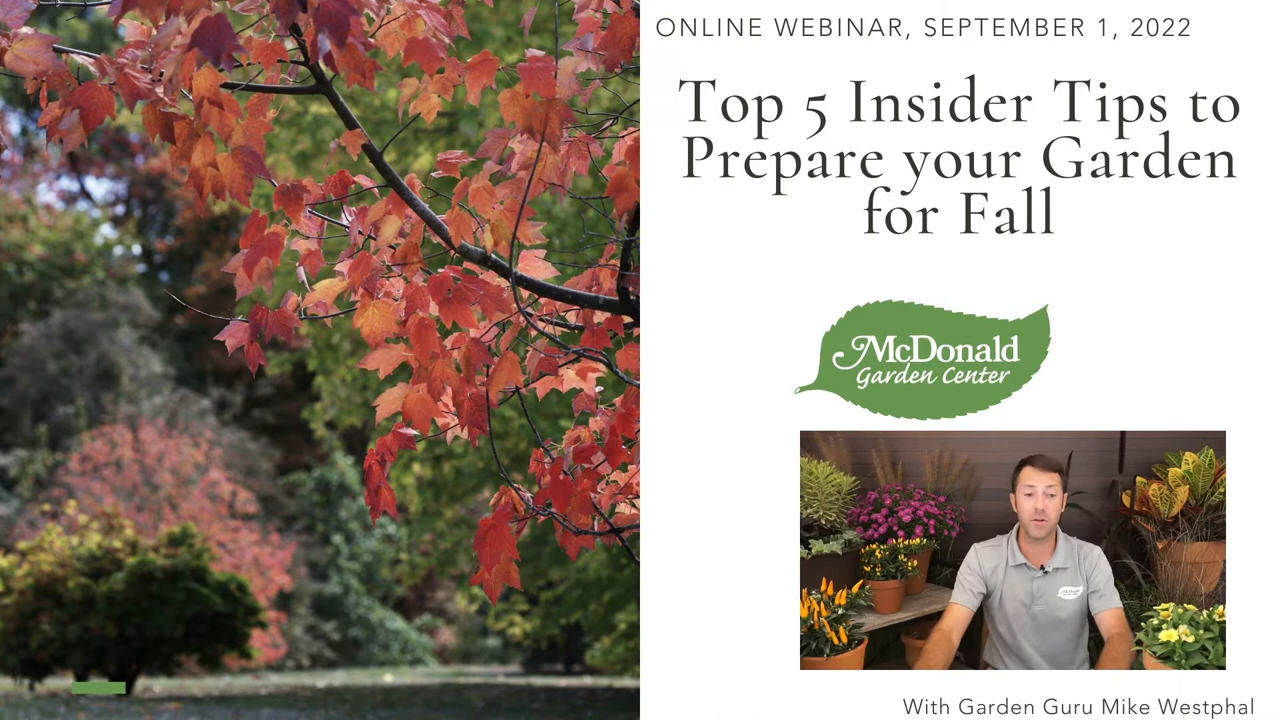 ONLINE WEBINAR, SEPTEMBER 1, 2022
Top 5 Insider Tips to
Prepare your Garden
for Fall
McDonald
Garden Center
With Garden Guru Mike Westphal